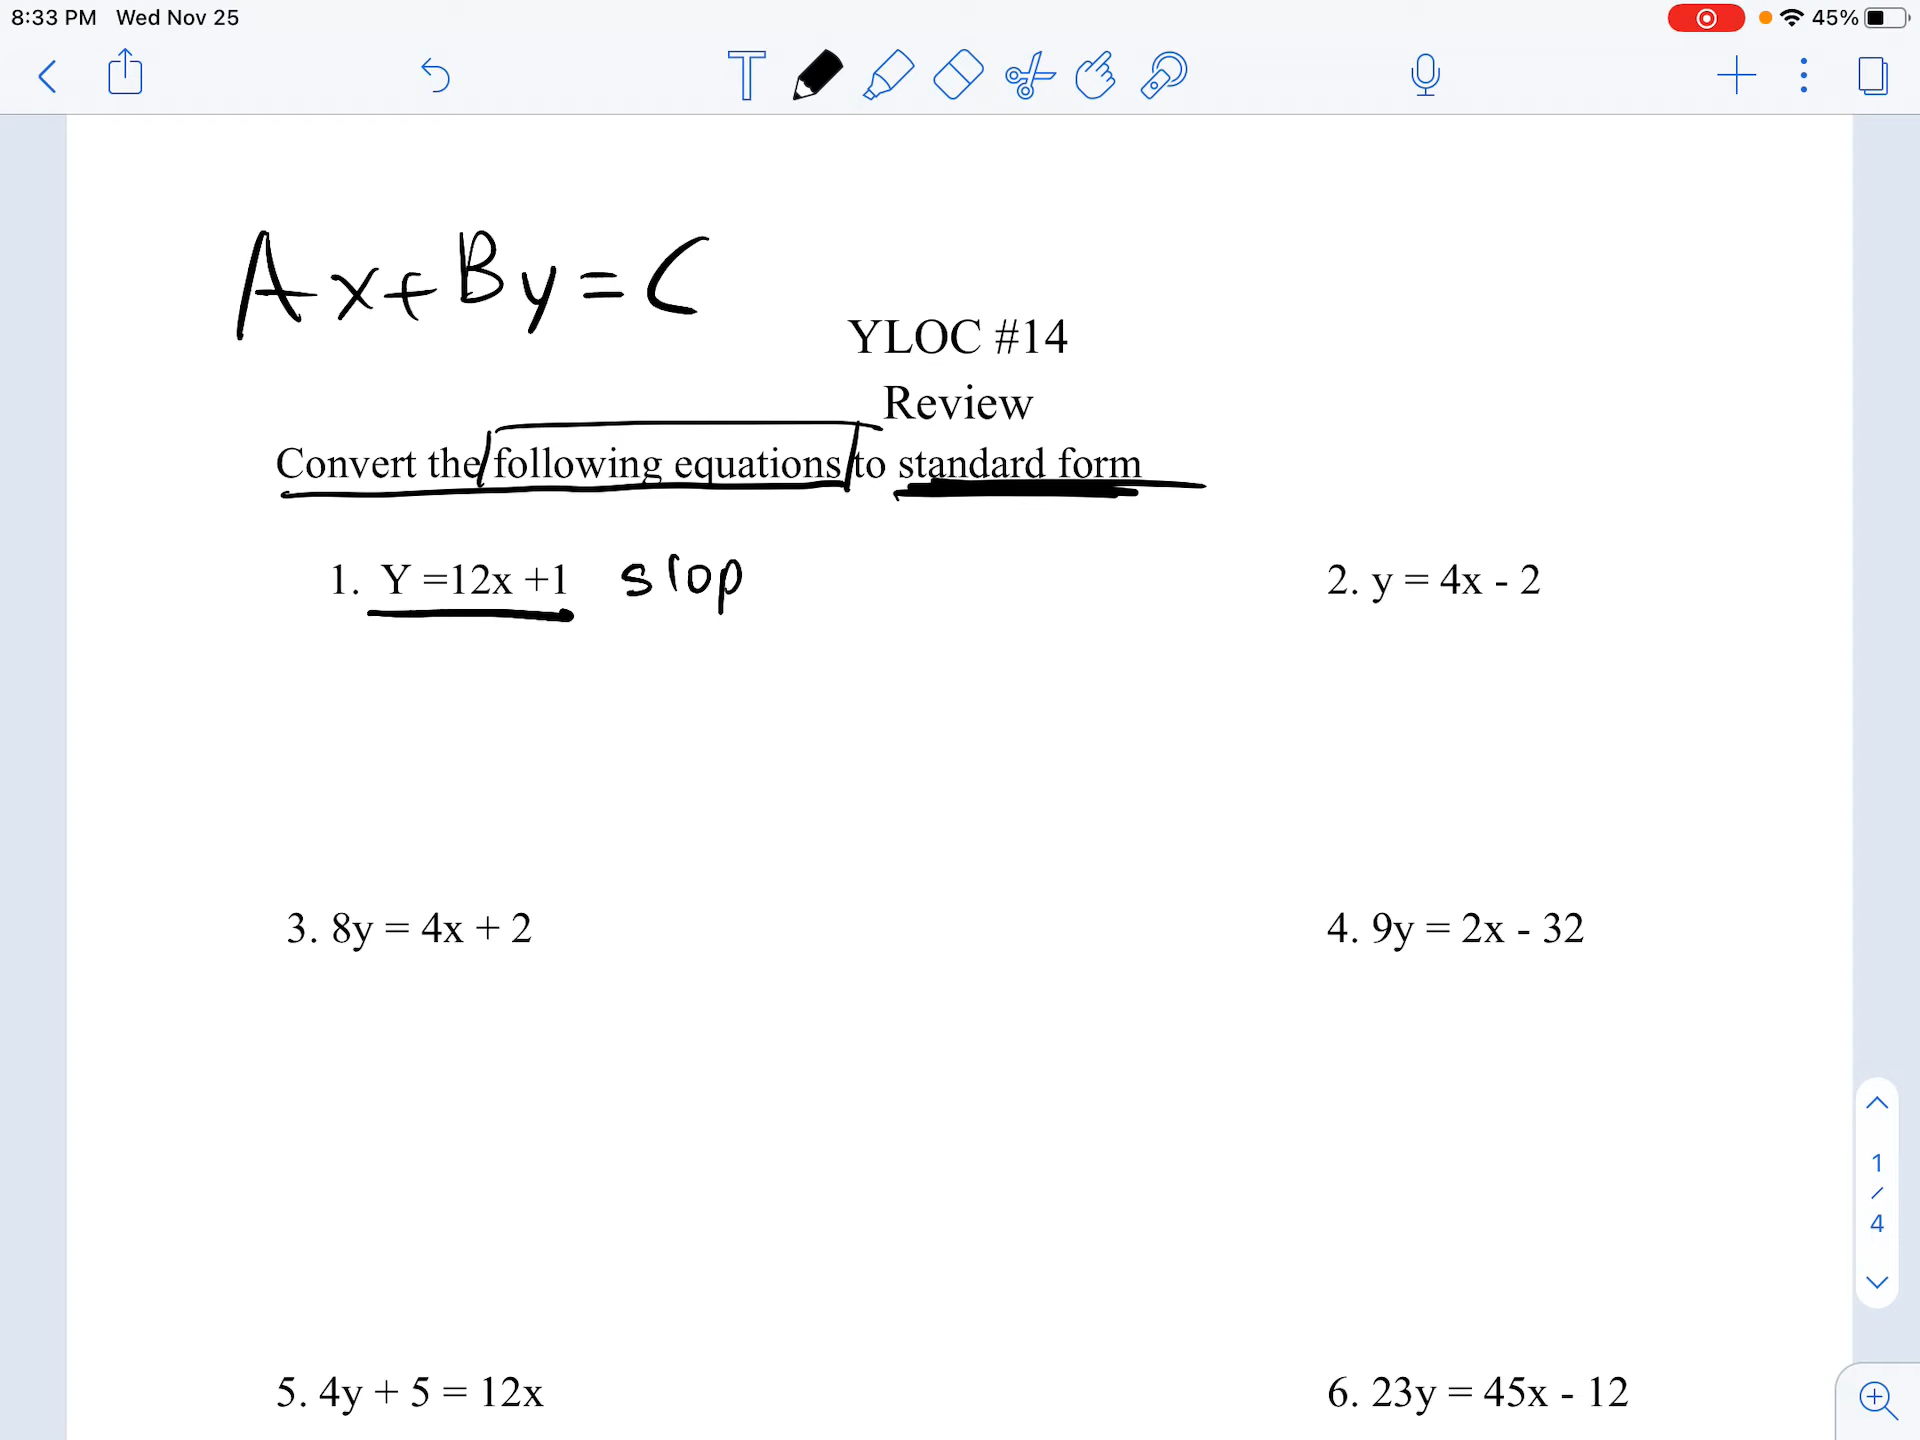 8:33 PM Wed Nov 25
45%
Ax+By=C
YLOC #14
Review
Convert the following equations to standard form
1. Y =12x +1 slop
2. y = 4x - 2
3. 8y = 4x + 2
4. 9y = 2x - 32
1
/
4
5. 4y + 5 = 12x
6. 23y = 45x - 12